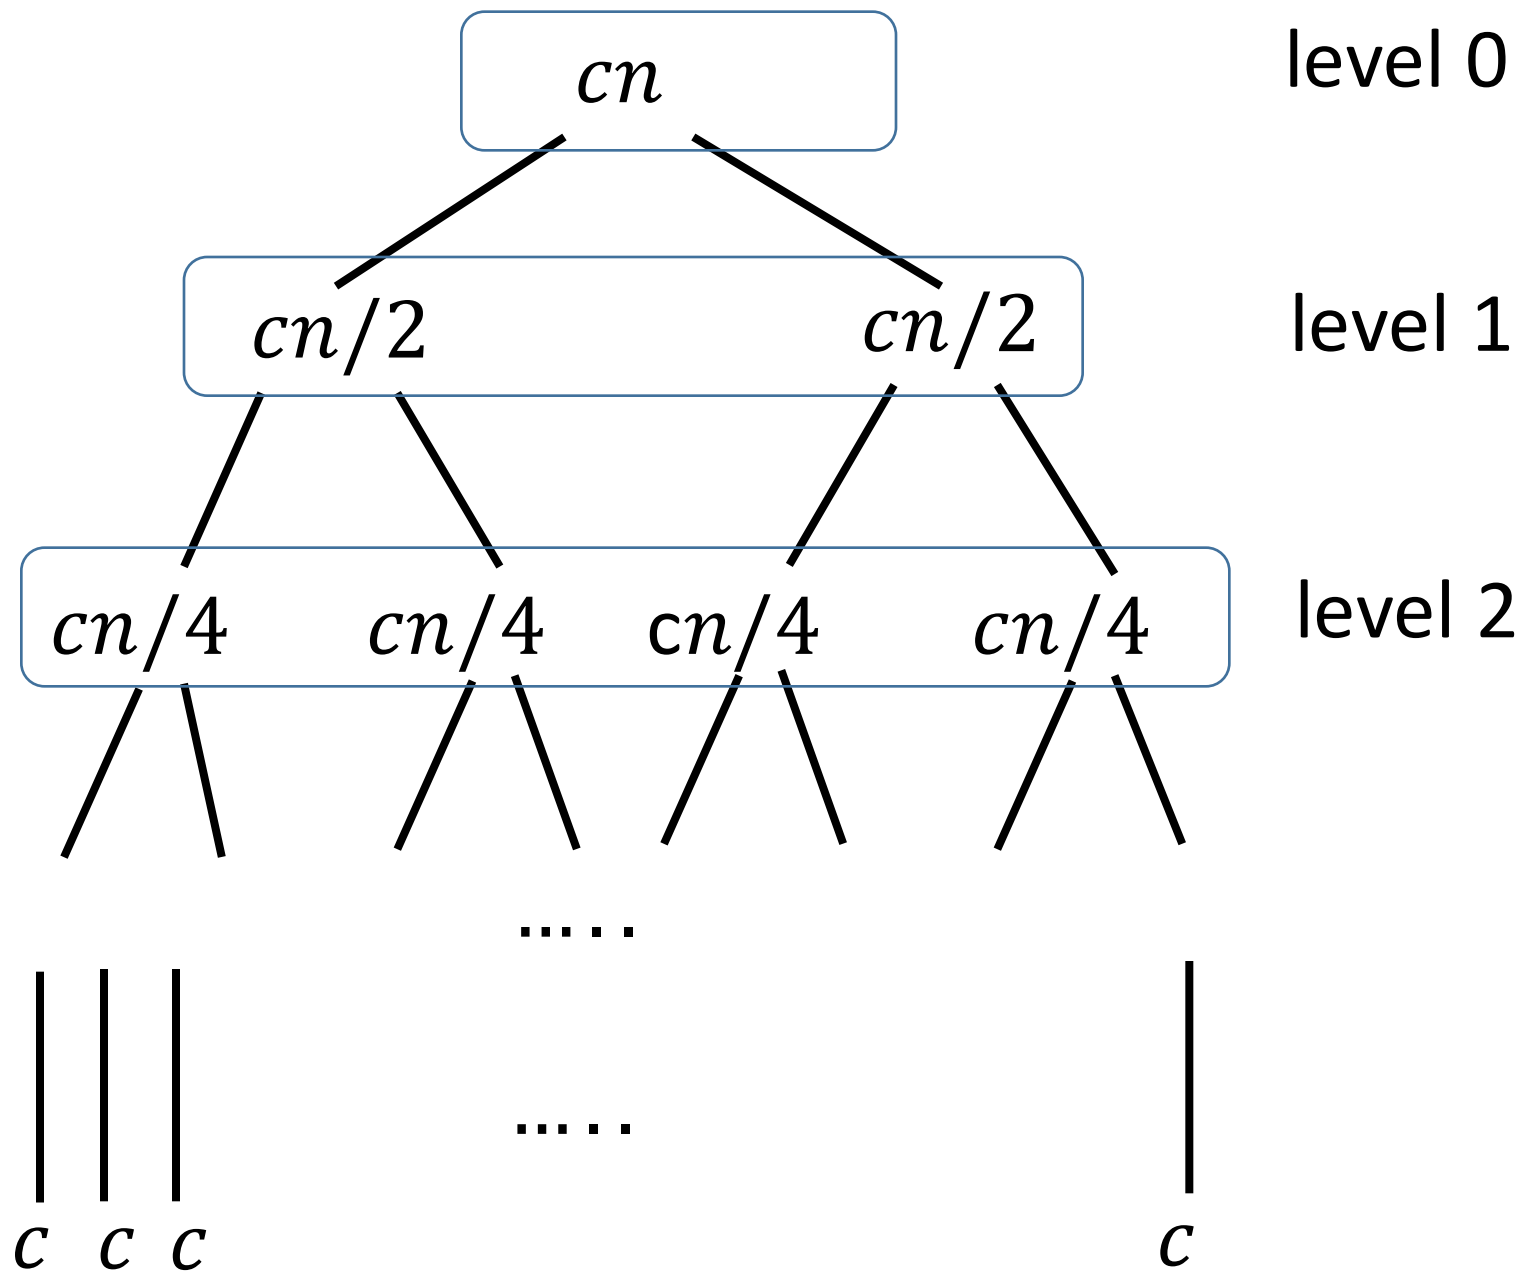 cn level 0
cn/2 cn/2 level 1
cn/4 cn/4 cn/4 cn/4 level 2
.....
.....
c c c c